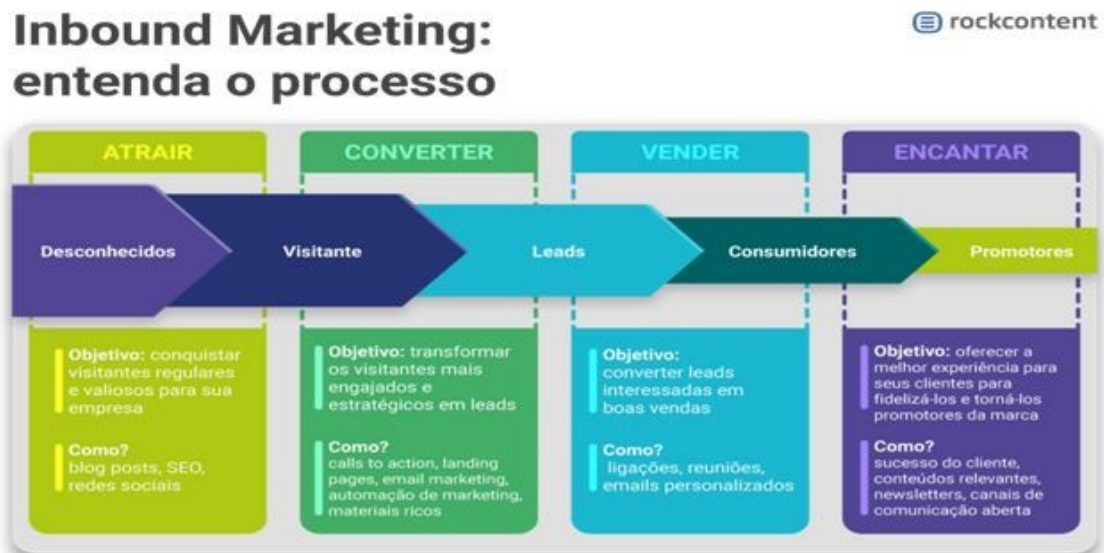 Inbound Marketing:
entenda o processo
rockcontent
ATRAIR
CONVERTER
VENDER
ENCANTAR
Desconhecidos
Visitante
Leads
Consumidores
Promotores
Objetivo: conquistar
visitantes regulares
e valiosos para sua
empresa
Como?
blog posts, SEO,
redes sociais
Objetivo: transformar
os visitantes mais
engajados e
estratégicos em leads
Como?
calls to action, landing
pages, email marketing,
automação de marketing,
materiais ricos
Objetivo:
converter leads
interessadas em
boas vendas
Como?
ligações, reuniões,
emails personalizados
Objetivo: oferecer a
melhor experiência para
seus clientes para
fidelizá-los e torná-los
promotores da marca
Como?
sucesso do cliente,
conteúdos relevantes,
newsletters, canais de
comunicação aberta